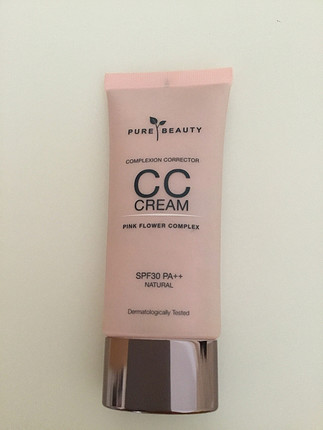 PURE BEAUTY
COMPLEXION CORRECTOR
CC
CREAM
PINK FLOWER COMPLEX
SPF30 PA++
NATURAL
Dermatologically Tested